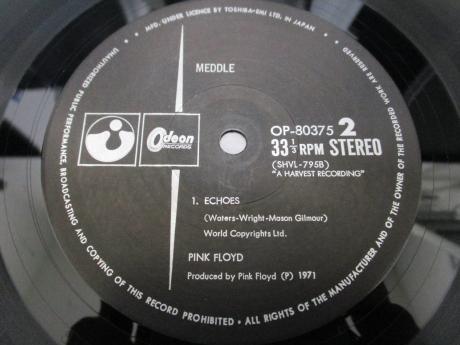 MFD. UNDER LICENCE BY TOSHIBA-EMI LTD. IN JAPAN
UNAUTHORIZED PUBLIC PERFORMANCE, BROADCASTING AND COPYING OF THIS RECORD PROHIBITED • ALL RIGHTS OF THE MANUFACTURER AND OF THE OWNER OF THE RECORDED WORK ARE RESERVED
MEDDLE
Odeon
RECORDS
OP-80375 2
33 1/3 RPM STEREO
(SHVL-795B)
"A HARVEST RECORDING"
1. ECHOES
(Waters-Wright-Mason Gilmour)
World Copyrights Ltd.
PINK FLOYD
Produced by Pink Floyd (P) 1971